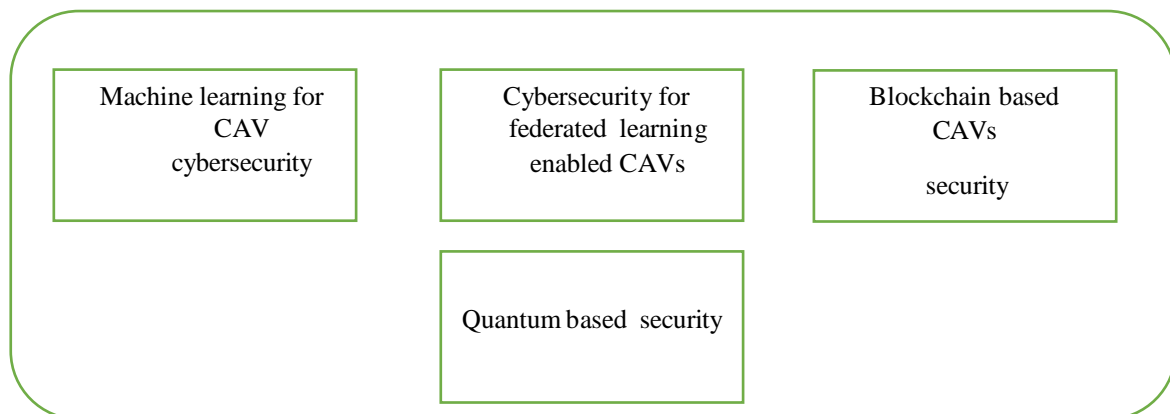 Machine learning for
CAV
cybersecurity
Cybersecurity for
federated learning
enabled CAVs
Blockchain based
CAVs
security
Quantum based security